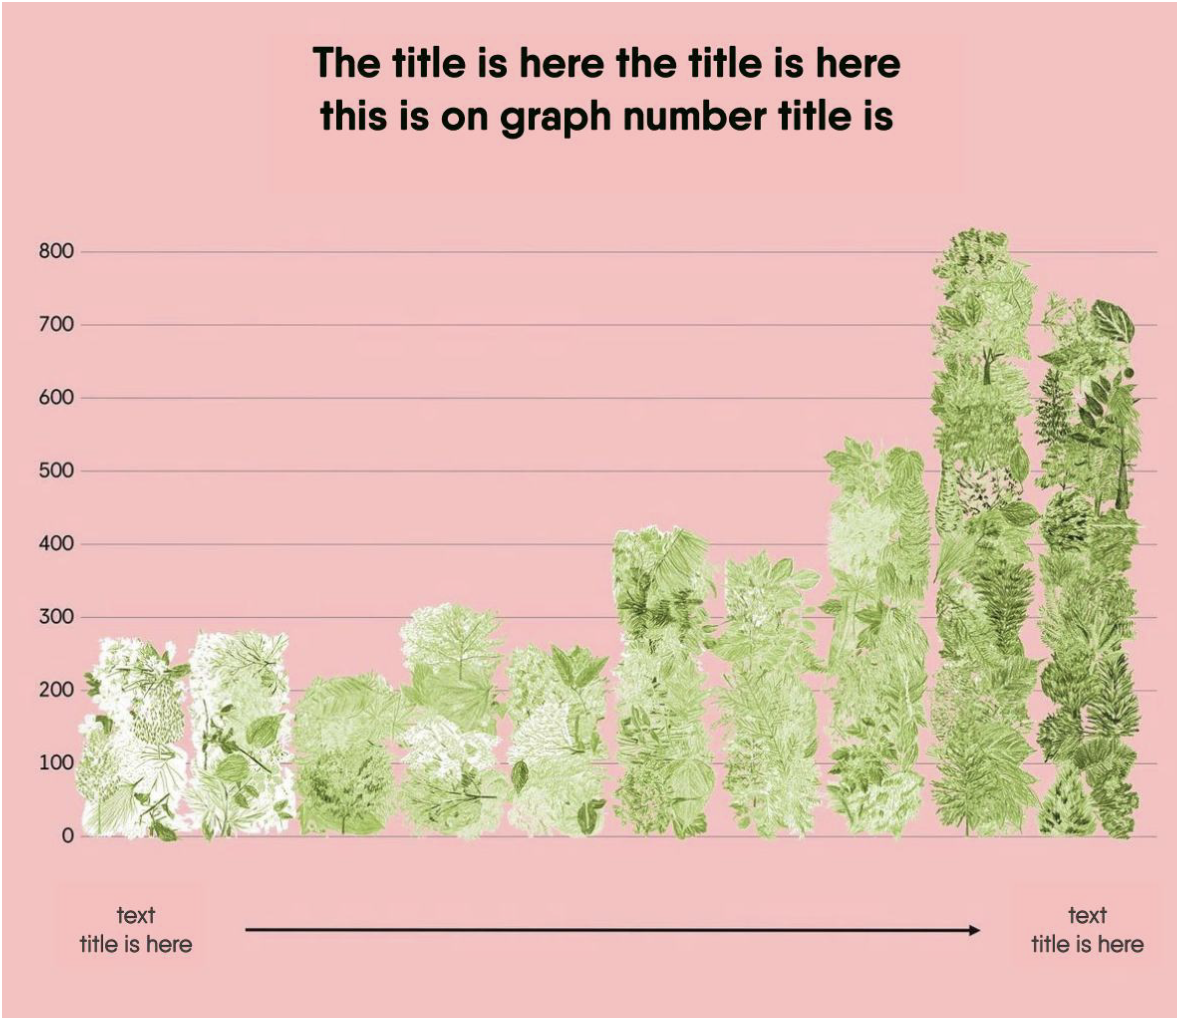 The title is here the title is here
this is on graph number title is
800
700
600
500
400
300
200
100
0
text
title is here
text
title is here